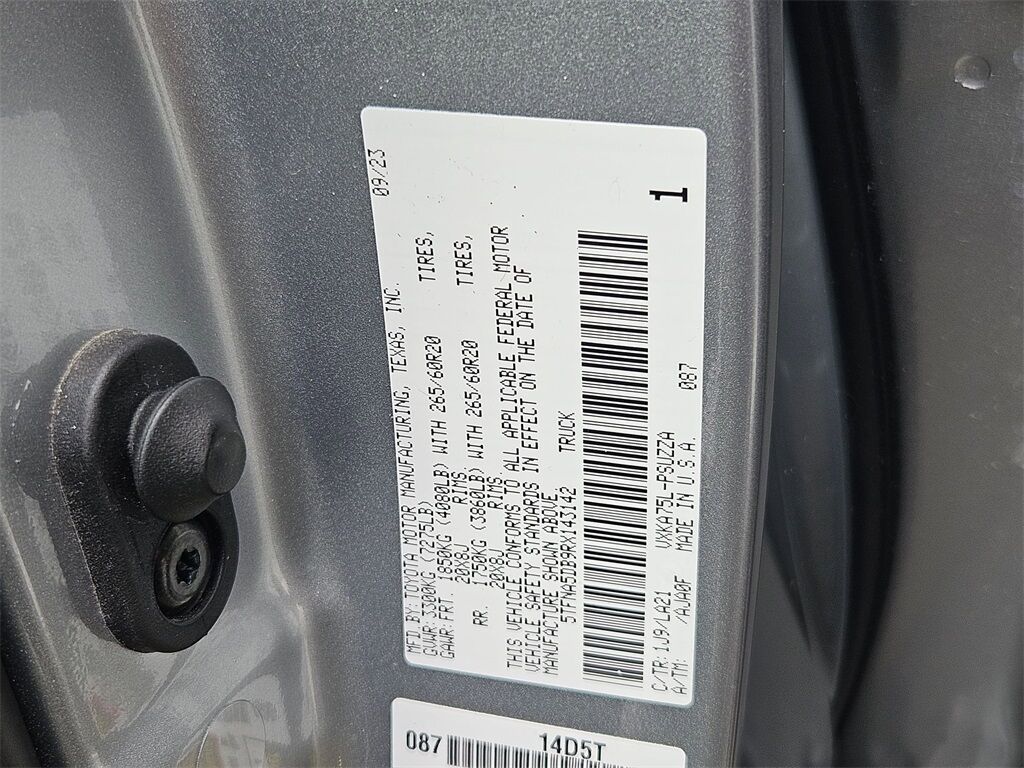 MFD.BY:TOYOTA MOTOR MANUFACTURING, TEXAS, INC. 09/23
GVWR: 3300KG (7275LB)
GAWR:FRT. 1850KG (4080LB) WITH 265/60R20 TIRES,
20X8J RIMS.
RR. 1750KG (3860LB) WITH 265/60R20 TIRES,
20X8J RIMS.
THIS VEHICLE CONFORMS TO ALL APPLICABLE FEDERAL MOTOR
VEHICLE SAFETY STANDARDS IN EFFECT ON THE DATE OF
MANUFACTURE SHOWN ABOVE.
5TFNA5DB9RX143142 TRUCK
1
C/TR:1J9/LA21 VXKA75L-PSUZZA 087
A/TM: /AJA0F MADE IN U.S.A.
087 14D5T